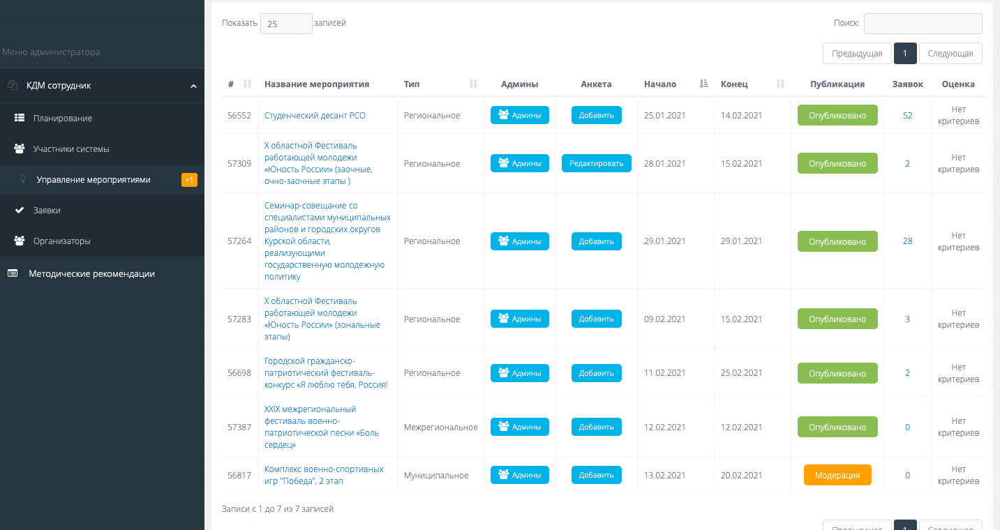 Меню администратора
КДМ сотрудник
Планирование
Участники системы
Управление мероприятиями +1
Заявки
Организаторы
Методические рекомендации
Показать 25 записей
Поиск:
Предыдущая 1 Следующая
# Название мероприятия Тип Админы Анкета Начало Конец Публикация Заявок Оценка
56552 Студенческий десант РСО Региональное Админы Добавить 25.01.2021 14.02.2021 Опубликовано 52 Нет
критериев
X областной Фестиваль
работающей молодежи
«Юность России» (заочные,
очно-заочные этапы )
57309 Региональное Админы Редактировать 28.01.2021 15.02.2021 Опубликовано 2 Нет
критериев
Семинар-совещание со
специалистами муниципальных
районов и городских округов
Курской области,
реализующими
государственную молодежную
политику
57264 Региональное Админы Добавить 29.01.2021 29.01.2021 Опубликовано 28 Нет
критериев
X областной Фестиваль
работающей молодежи
«Юность России» (зональные
этапы)
57283 Региональное Админы Добавить 09.02.2021 15.02.2021 Опубликовано 3 Нет
критериев
Городской гражданско-
патриотический фестиваль-
конкурс «Я люблю тебя, Россия!
56698 Региональное Админы Добавить 11.02.2021 25.02.2021 Опубликовано 2 Нет
критериев
XXIX межрегиональный
фестиваль военно-
патриотической песни «Боль
сердец»
57387 Межрегиональное Админы Добавить 12.02.2021 12.02.2021 Опубликовано 0 Нет
критериев
Комплекс военно-спортивных
игр "Победа", 2 этап
56817 Муниципальное Админы Добавить 13.02.2021 20.02.2021 Модерация 0 Нет
критериев
Записи с 1 до 7 из 7 записей
Предыдущая 1 Следующая